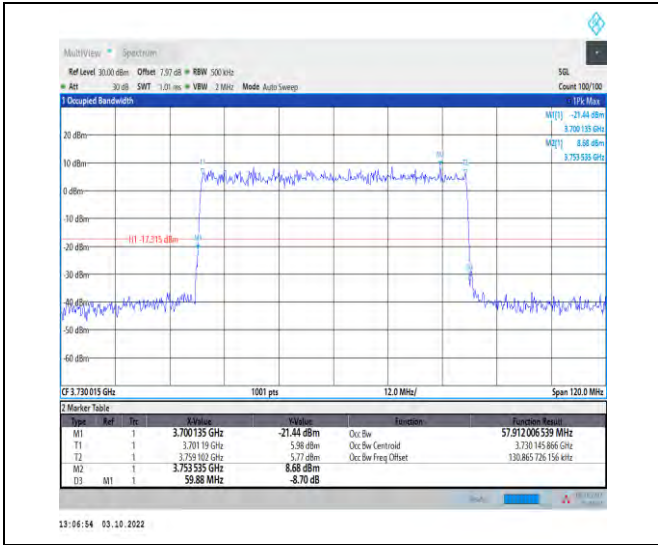 MultiView Spectrum
Ref Level 30.00 dBm Offset 7.97 dB RBW 500 kHz SGL
Att 30 dB SWT 1.01 ms VBW 2 MHz Mode Auto Sweep Count 100/100
1 Occupied Bandwidth 1Pk Max
M1[1] -21.44 dBm
3.700 135 GHz
M2[1] 8.68 dBm
3.753 535 GHz
20 dBm
10 dBm
0 dBm
-10 dBm
H1 -17.315 dBm
-20 dBm
-30 dBm
-40 dBm
-50 dBm
-60 dBm
CF 3.730 015 GHz 1001 pts 12.0 MHz/ Span 120.0 MHz
2 Marker Table
Type Ref Trc X-Value Y-Value Function Function Result
M1 1 3.700135 GHz -21.44 dBm Occ Bw 57.912 006 539 MHz
T1 1 3.701 19 GHz 5.98 dBm Occ Bw Centroid 3.730 145 866 GHz
T2 1 3.759 102 GHz 5.77 dBm Occ Bw Freq Offset 130.865 726 156 kHz
M2 1 3.753 535 GHz 8.68 dBm
D3 M1 1 59.88 MHz -8.70 dB
13:06:54 03.10.2022